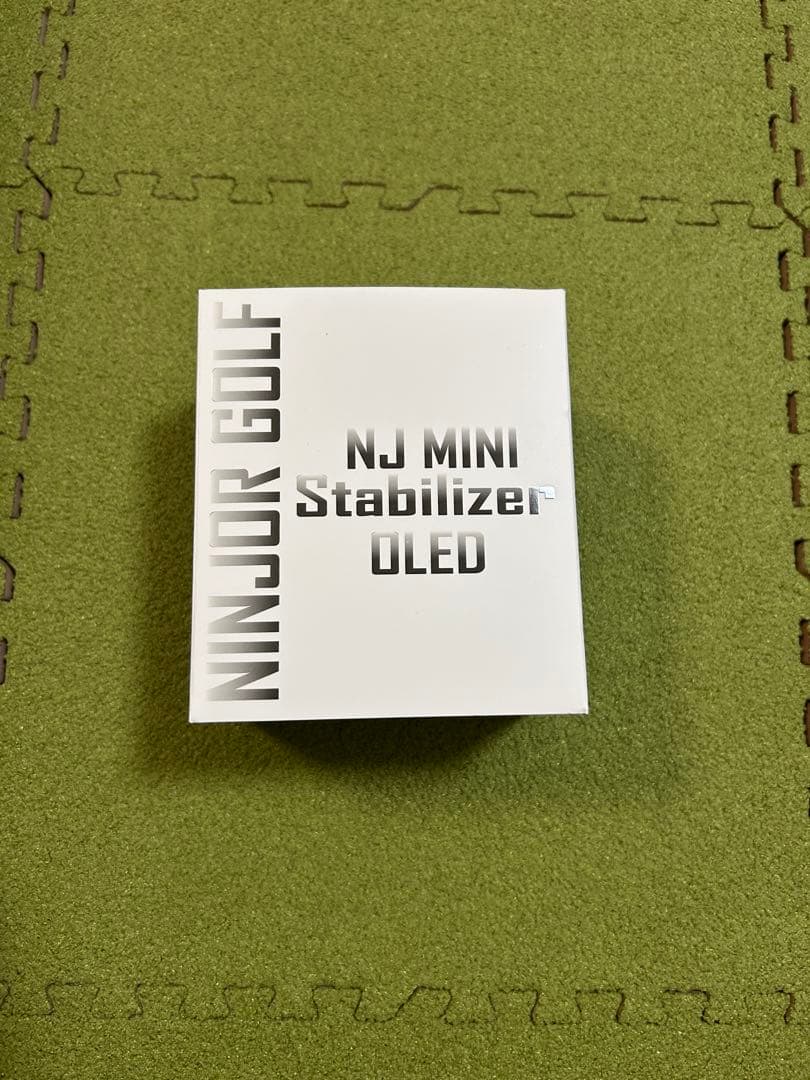 NINJOR GOLF
NJ MINI
Stabilizer
OLED